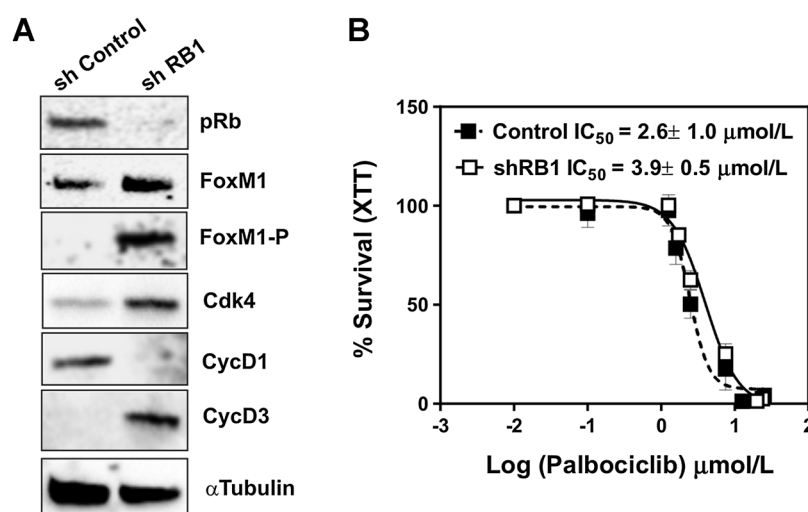 A
sh Control
sh RB1
pRb
FoxM1
FoxM1-P
Cdk4
CycD1
CycD3
αTubulin
B
% Survival (XTT)
150
100
50
0
Control IC50 = 2.6± 1.0 μmol/L
shRB1 IC50 = 3.9± 0.5 μmol/L
-3 -2 -1 0 1 2
Log (Palbociclib) μmol/L